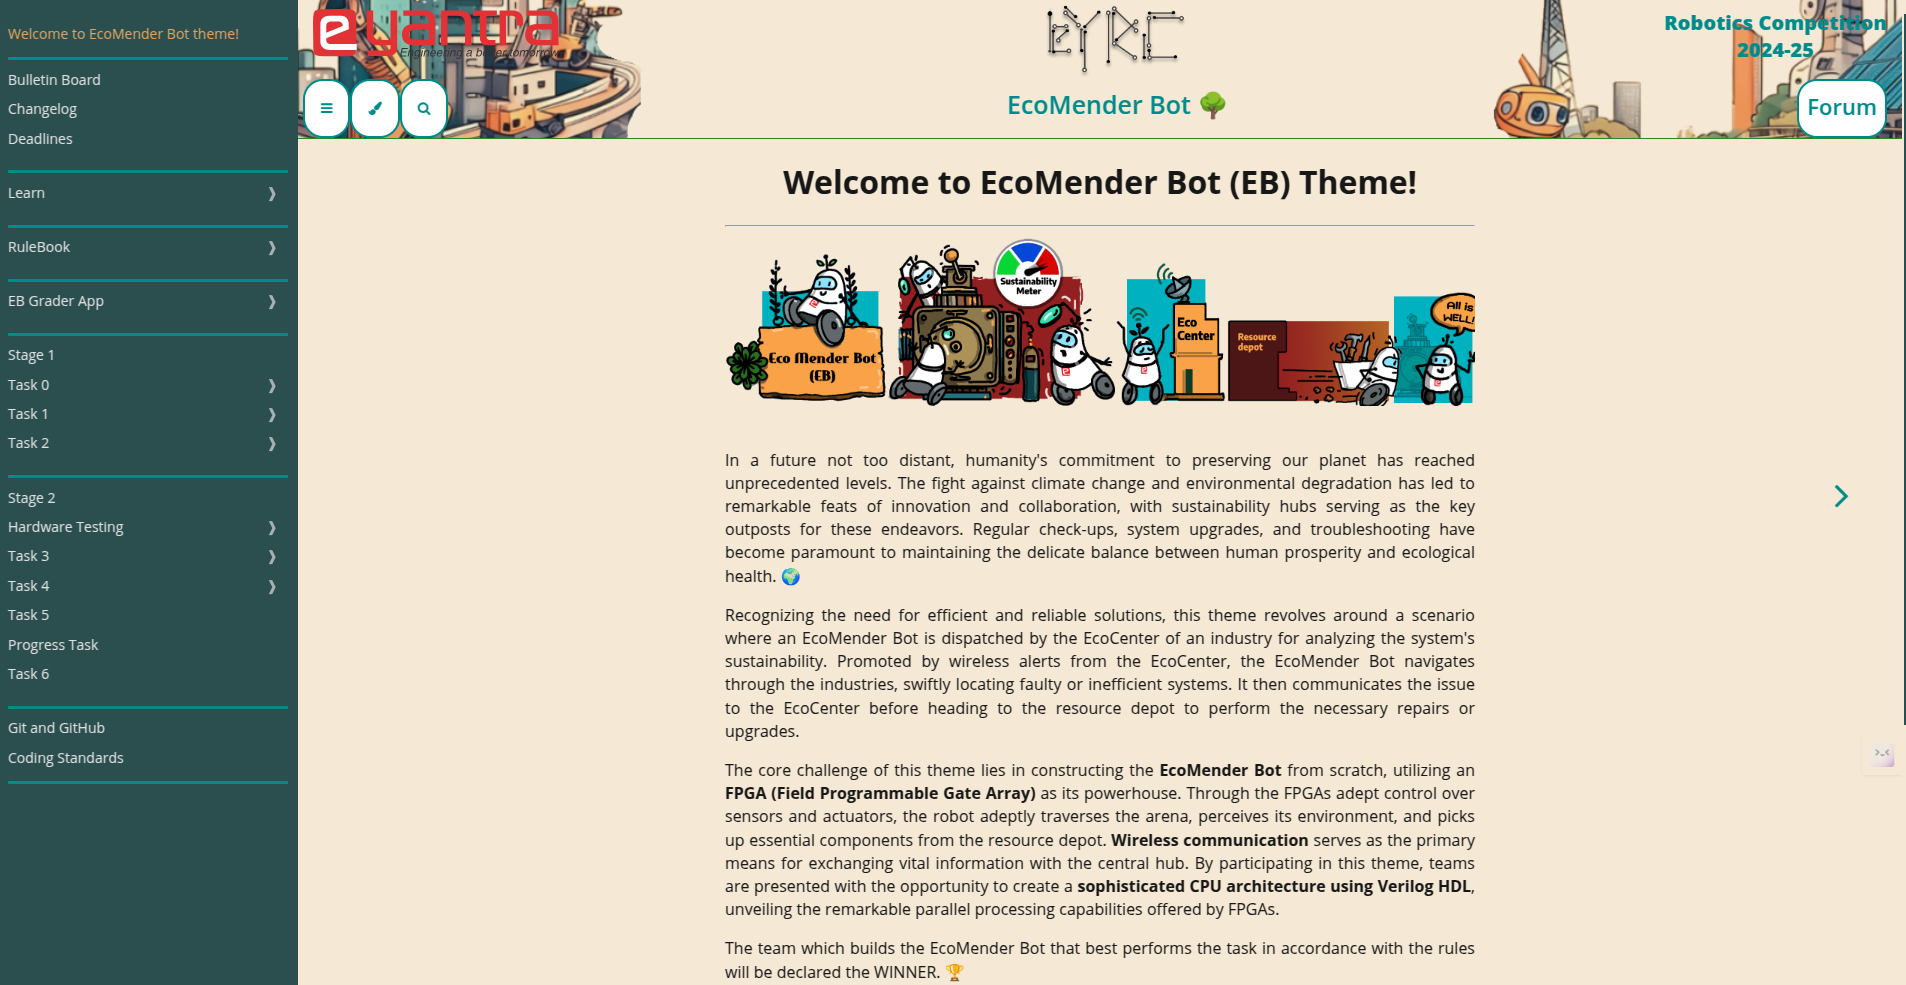 Welcome to EcoMender Bot theme!
Bulletin Board
Changelog
Deadlines
Learn
RuleBook
EB Grader App
Stage 1
Task 0
Task 1
Task 2
Stage 2
Hardware Testing
Task 3
Task 4
Task 5
Progress Task
Task 6
Git and GitHub
Coding Standards
eyantra
Engineering a better tomorrow
EYRC
EcoMender Bot
Robotics Competition
2024-25
Forum
Welcome to EcoMender Bot (EB) Theme!
Eco Mender Bot
(EB)
Sustainability
Meter
Eco
Center
Resource
depot
All is
WELL!
In a future not too distant, humanity's commitment to preserving our planet has reached
unprecedented levels. The fight against climate change and environmental degradation has led to
remarkable feats of innovation and collaboration, with sustainability hubs serving as the key
outposts for these endeavors. Regular check-ups, system upgrades, and troubleshooting have
become paramount to maintaining the delicate balance between human prosperity and ecological
health. 🌍
Recognizing the need for efficient and reliable solutions, this theme revolves around a scenario
where an EcoMender Bot is dispatched by the EcoCenter of an industry for analyzing the system's
sustainability. Promoted by wireless alerts from the EcoCenter, the EcoMender Bot navigates
through the industries, swiftly locating faulty or inefficient systems. It then communicates the issue
to the EcoCenter before heading to the resource depot to perform the necessary repairs or
upgrades.
The core challenge of this theme lies in constructing the EcoMender Bot from scratch, utilizing an
FPGA (Field Programmable Gate Array) as its powerhouse. Through the FPGAs adept control over
sensors and actuators, the robot adeptly traverses the arena, perceives its environment, and picks
up essential components from the resource depot. Wireless communication serves as the primary
means for exchanging vital information with the central hub. By participating in this theme, teams
are presented with the opportunity to create a sophisticated CPU architecture using Verilog HDL,
unveiling the remarkable parallel processing capabilities offered by FPGAs.
The team which builds the EcoMender Bot that best performs the task in accordance with the rules
will be declared the WINNER. 🏆